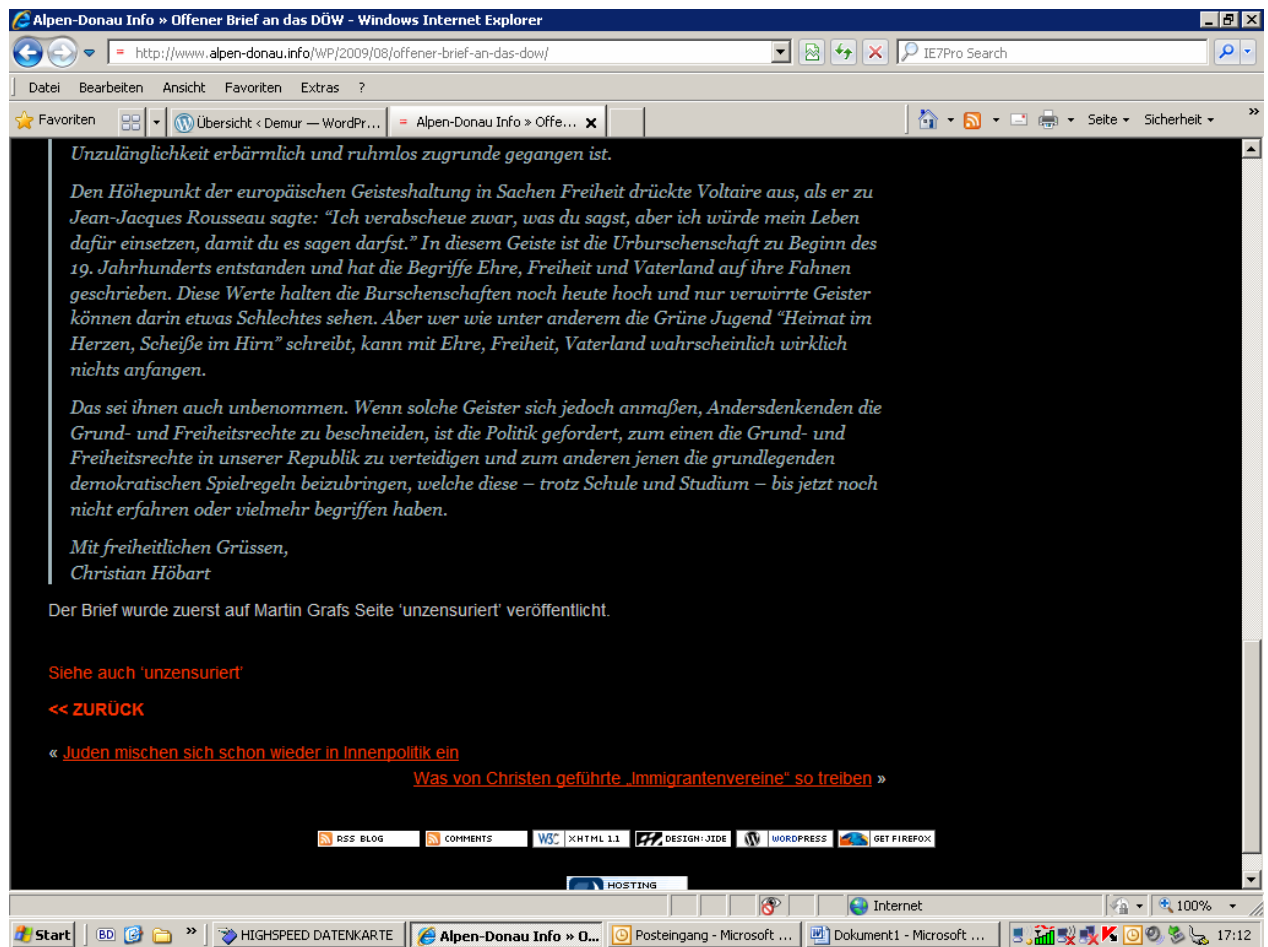 Alpen-Donau Info » Offener Brief an das DÖW - Windows Internet Explorer
http://www.alpen-donau.info/WP/2009/08/offener-brief-an-das-dow/
IE7Pro Search
Datei Bearbeiten Ansicht Favoriten Extras ?
Favoriten
Übersicht ‹ Demur — WordPr...
Alpen-Donau Info » Offe...
Seite
Sicherheit
Unzulänglichkeit erbärmlich und ruhmlos zugrunde gegangen ist.
Den Höhepunkt der europäischen Geisteshaltung in Sachen Freiheit drückte Voltaire aus, als er zu
Jean-Jacques Rousseau sagte: “Ich verabscheue zwar, was du sagst, aber ich würde mein Leben
dafür einsetzen, damit du es sagen darfst.” In diesem Geiste ist die Urburschenschaft zu Beginn des
19. Jahrhunderts entstanden und hat die Begriffe Ehre, Freiheit und Vaterland auf ihre Fahnen
geschrieben. Diese Werte halten die Burschenschaften noch heute hoch und nur verwirrte Geister
können darin etwas Schlechtes sehen. Aber wer wie unter anderem die Grüne Jugend “Heimat im
Herzen, Scheiße im Hirn” schreibt, kann mit Ehre, Freiheit, Vaterland wahrscheinlich wirklich
nichts anfangen.
Das sei ihnen auch unbenommen. Wenn solche Geister sich jedoch anmaßen, Andersdenkenden die
Grund- und Freiheitsrechte zu beschneiden, ist die Politik gefordert, zum einen die Grund- und
Freiheitsrechte in unserer Republik zu verteidigen und zum anderen jenen die grundlegenden
demokratischen Spielregeln beizubringen, welche diese – trotz Schule und Studium – bis jetzt noch
nicht erfahren oder vielmehr begriffen haben.
Mit freiheitlichen Grüssen,
Christian Höbart
Der Brief wurde zuerst auf Martin Grafs Seite ‘unzensuriert’ veröffentlicht.
Siehe auch ‘unzensuriert’
<< ZURÜCK
« Juden mischen sich schon wieder in Innenpolitik ein
Was von Christen geführte „Immigrantenvereine“ so treiben »
RSS BLOG
COMMENTS
W3C XHTML 1.1
DESIGN: JIDE
WORDPRESS
GET FIREFOX
HOSTING
Internet
100%
Start
BD
HIGHSPEED DATENKARTE
Alpen-Donau Info » O...
Posteingang - Microsoft ...
Dokument1 - Microsoft ...
17:12